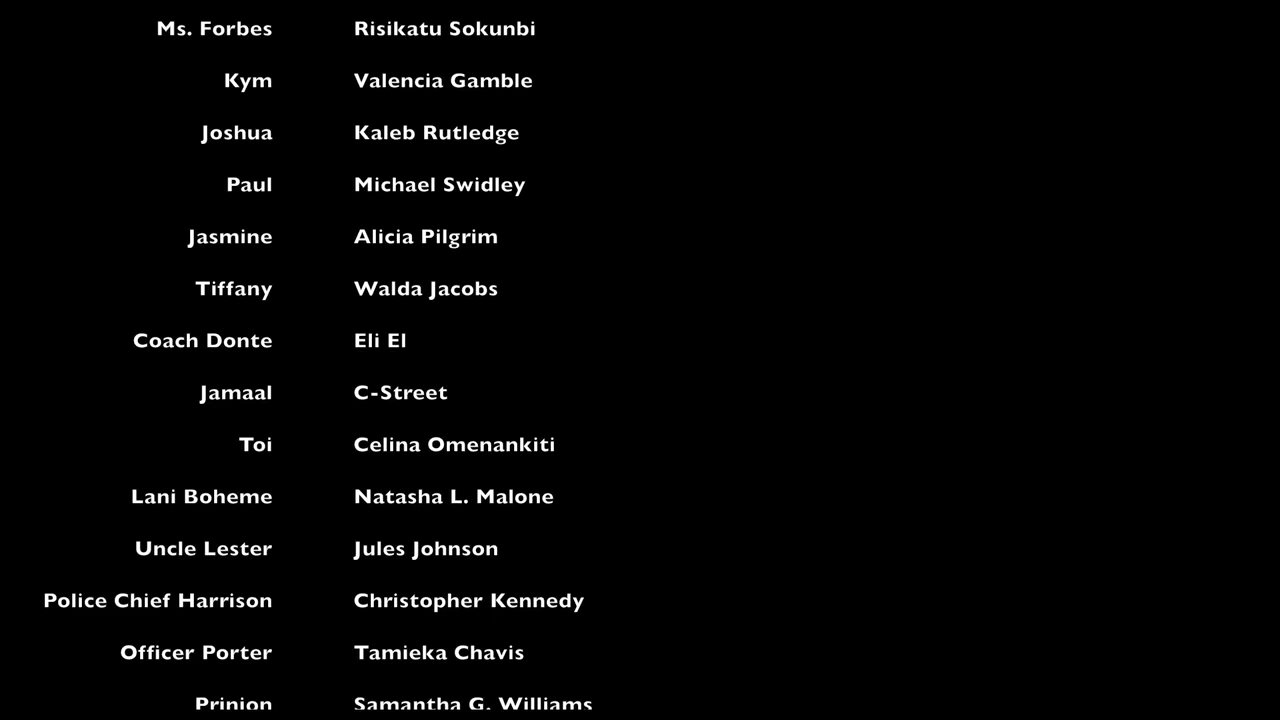 Ms. Forbes Risikatu Sokunbi
Kym Valencia Gamble
Joshua Kaleb Rutledge
Paul Michael Swidley
Jasmine Alicia Pilgrim
Tiffany Walda Jacobs
Coach Donte Eli El
Jamaal C-Street
Toi Celina Omenankiti
Lani Boheme Natasha L. Malone
Uncle Lester Jules Johnson
Police Chief Harrison Christopher Kennedy
Officer Porter Tamieka Chavis
Prinion Samantha G. Williams